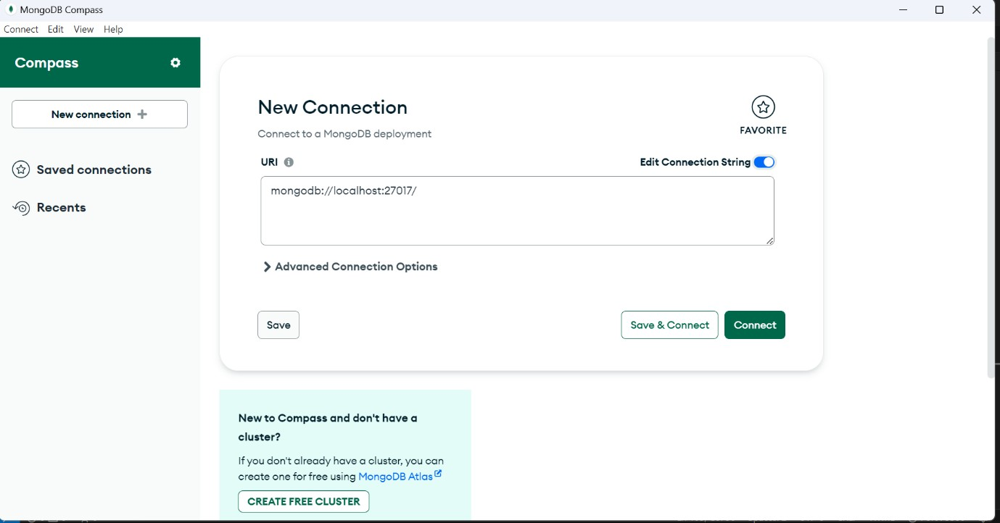 MongoDB Compass
Connect Edit View Help
Compass
New connection
Saved connections
Recents
New Connection
Connect to a MongoDB deployment
FAVORITE
URI
Edit Connection String
mongodb://localhost:27017/
Advanced Connection Options
Save
Save & Connect
Connect
New to Compass and don't have a
cluster?
If you don't already have a cluster, you can
create one for free using MongoDB Atlas
CREATE FREE CLUSTER